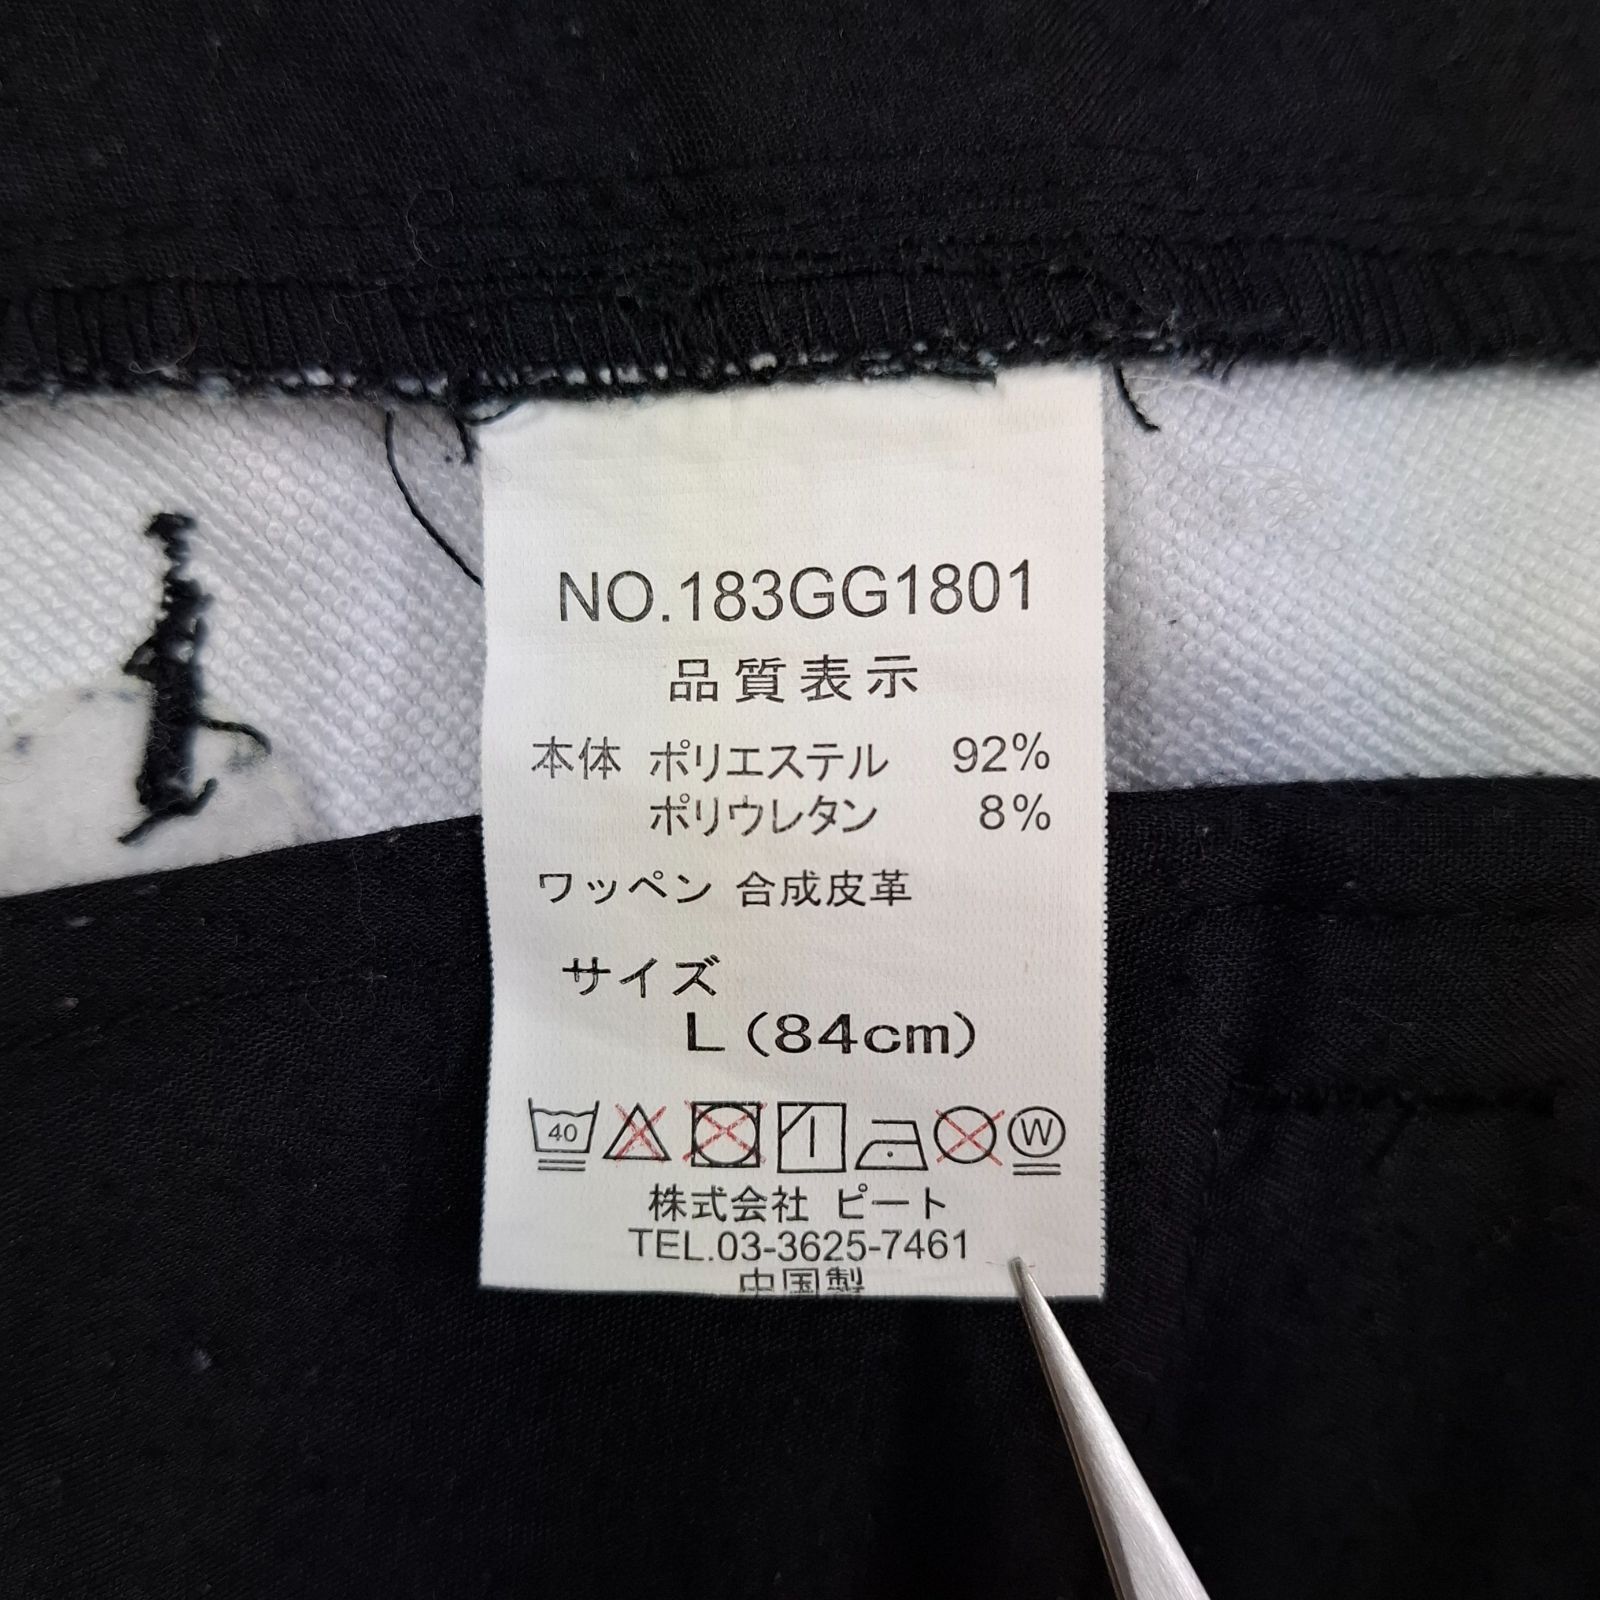 NO.183GG1801
品質表示
本体 ポリエステル 92%
ポリウレタン 8%
ワッペン 合成皮革
サイズ
L(84cm)
40 W
株式会社 ピート
TEL.03-3625-7461
中国製